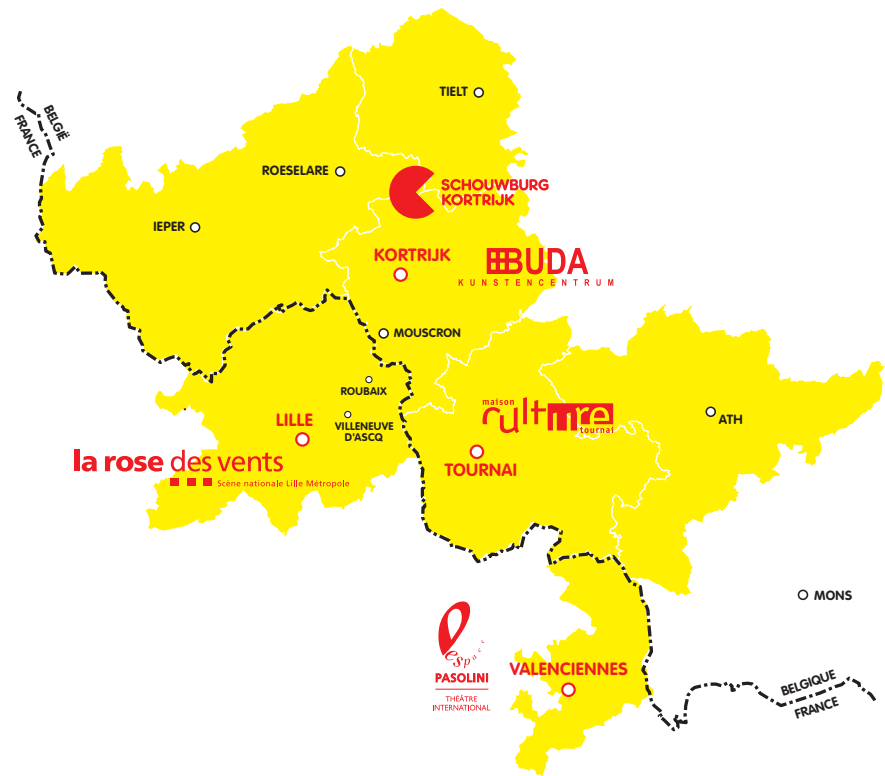 TIELT
BELGIË
FRANCE
ROESELARE
SCHOUWBURG
KORTRIJK
IEPER
KORTRIJK
BUDA
KUNSTENCENTRUM
MOUSCRON
ROUBAIX
maison
culture
tournai
ATH
LILLE
VILLENEUVE
D'ASCQ
la rose des vents
Scène nationale Lille Métropole
TOURNAI
MONS
espace
PASOLINI
THÉÂTRE
INTERNATIONAL
VALENCIENNES
BELGIQUE
FRANCE